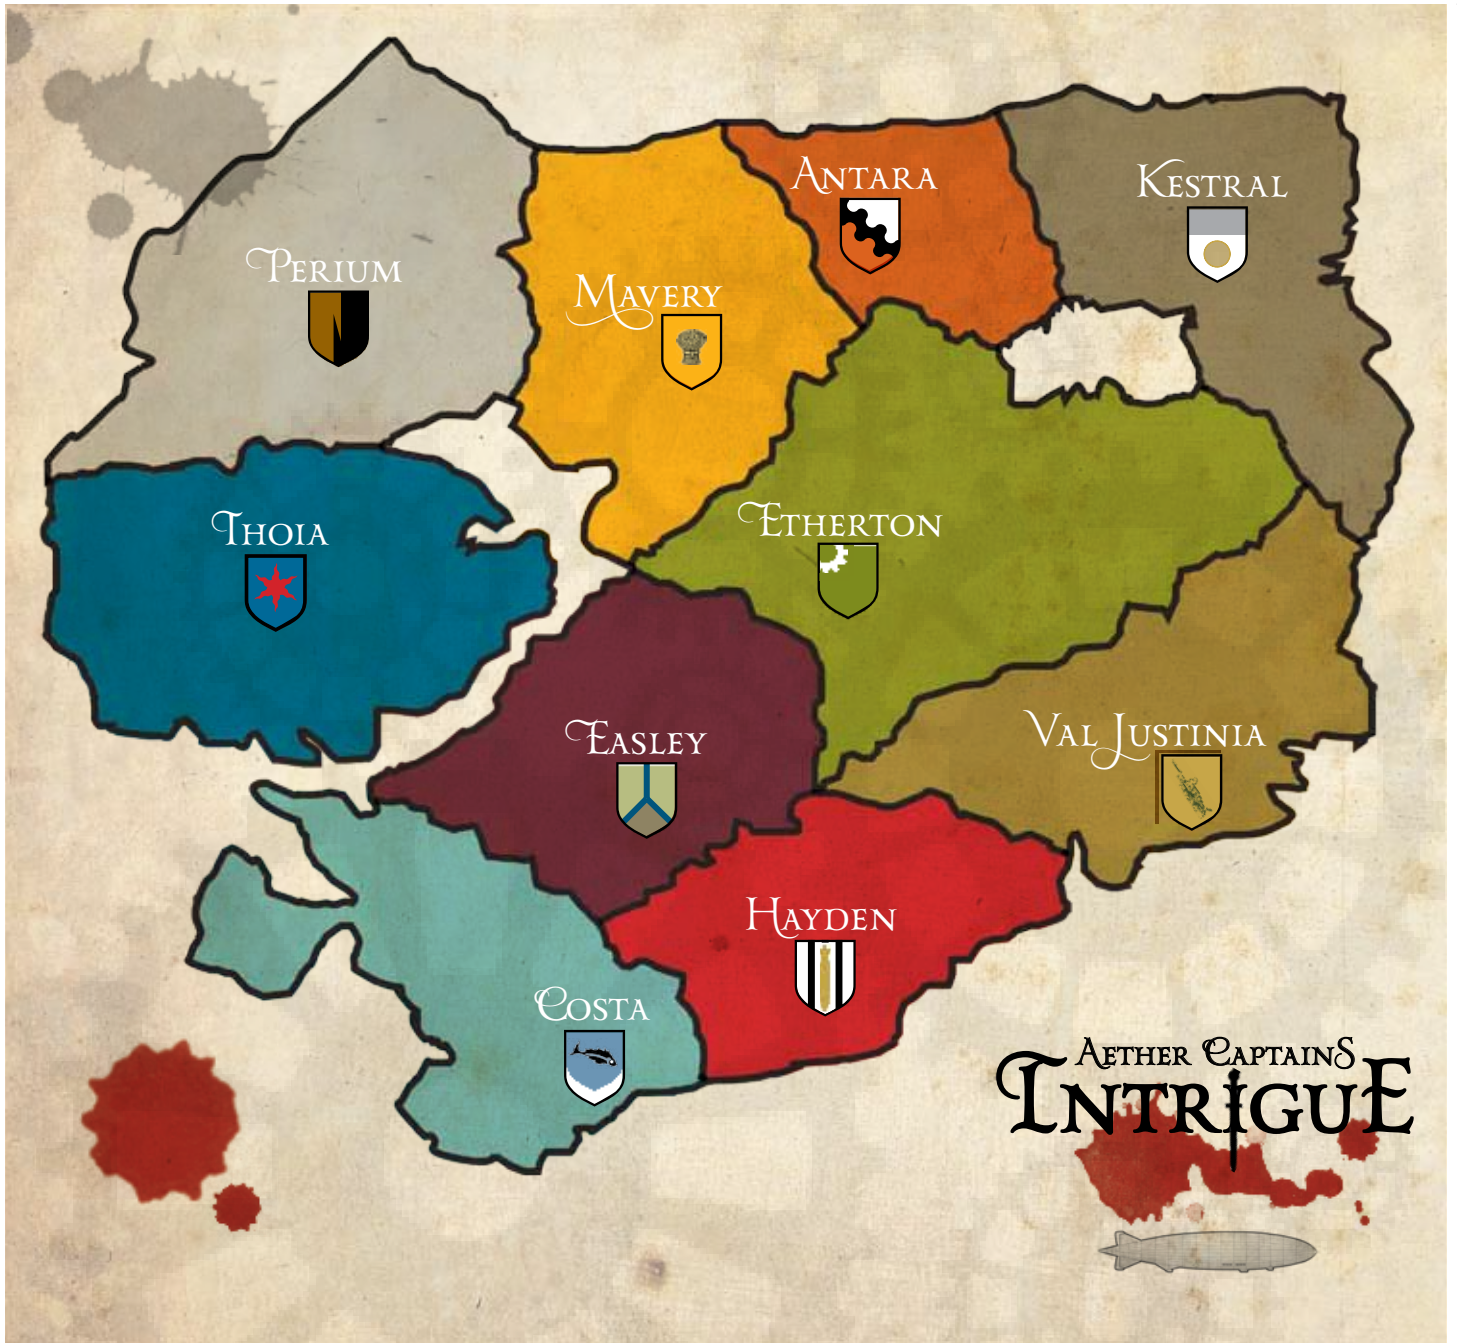 Antara
Kestral
Perium
Mavery
Thoia
Etherton
Easley
Val Justinia
Hayden
Costa
Aether Captains
Intrigue